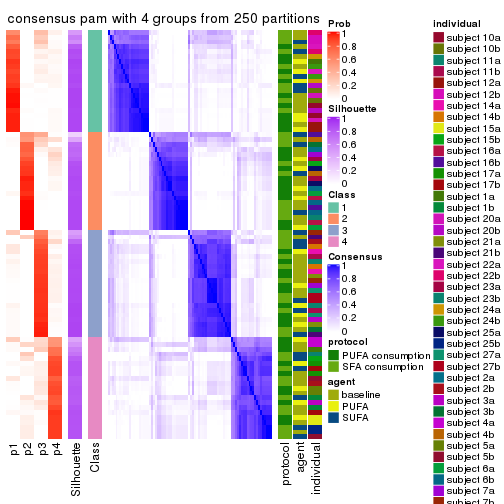 consensus pam with 4 groups from 250 partitions
p1
p2
p3
p4
Silhouette
Class
protocol
agent
individual
Prob
1
0.8
0.6
0.4
0.2
0
Silhouette
1
0.8
0.6
0.4
0.2
0
Class
1
2
3
4
Consensus
1
0.8
0.6
0.4
0.2
0
protocol
PUFA consumption
SFA consumption
agent
baseline
PUFA
SUFA
individual
subject 10a
subject 10b
subject 11a
subject 11b
subject 12a
subject 12b
subject 14a
subject 14b
subject 15a
subject 15b
subject 16a
subject 16b
subject 17a
subject 17b
subject 1a
subject 1b
subject 20a
subject 20b
subject 21a
subject 21b
subject 22a
subject 22b
subject 23a
subject 23b
subject 24a
subject 24b
subject 25a
subject 25b
subject 27a
subject 27b
subject 2a
subject 2b
subject 3a
subject 3b
subject 4a
subject 4b
subject 5a
subject 5b
subject 6a
subject 6b
subject 7a
subject 7b